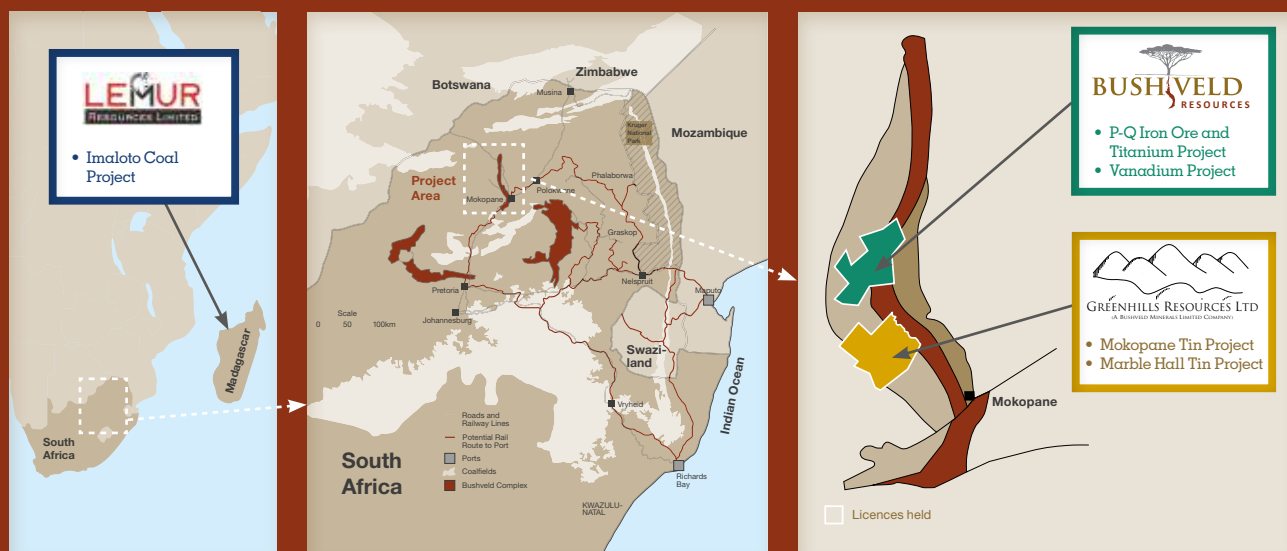 LEMUR
RESOURCES LIMITED
• Imaloto Coal
Project
Madagascar
South
Africa
Botswana
Zimbabwe
Musina
Kruger
National
Park
Mozambique
Project
Area
Phalaborwa
Polokwane
Mokopane
Graskop
Nelspruit
Pretoria
Maputo
Scale
0 50 100km
Johannesburg
Swazi-
land
Indian Ocean
Vryheid
Roads and
Railway Lines
Potential Rail
Route to Port
Ports
Coalfields
Bushveld Complex
South
Africa
Richards
Bay
KWAZULU-
NATAL
BUSHVELD
RESOURCES
• P-Q Iron Ore and
Titanium Project
• Vanadium Project
GREENHILLS RESOURCES LTD
(A BUSHVELD MINERALS LIMITED COMPANY)
• Mokopane Tin Project
• Marble Hall Tin Project
Mokopane
Licences held